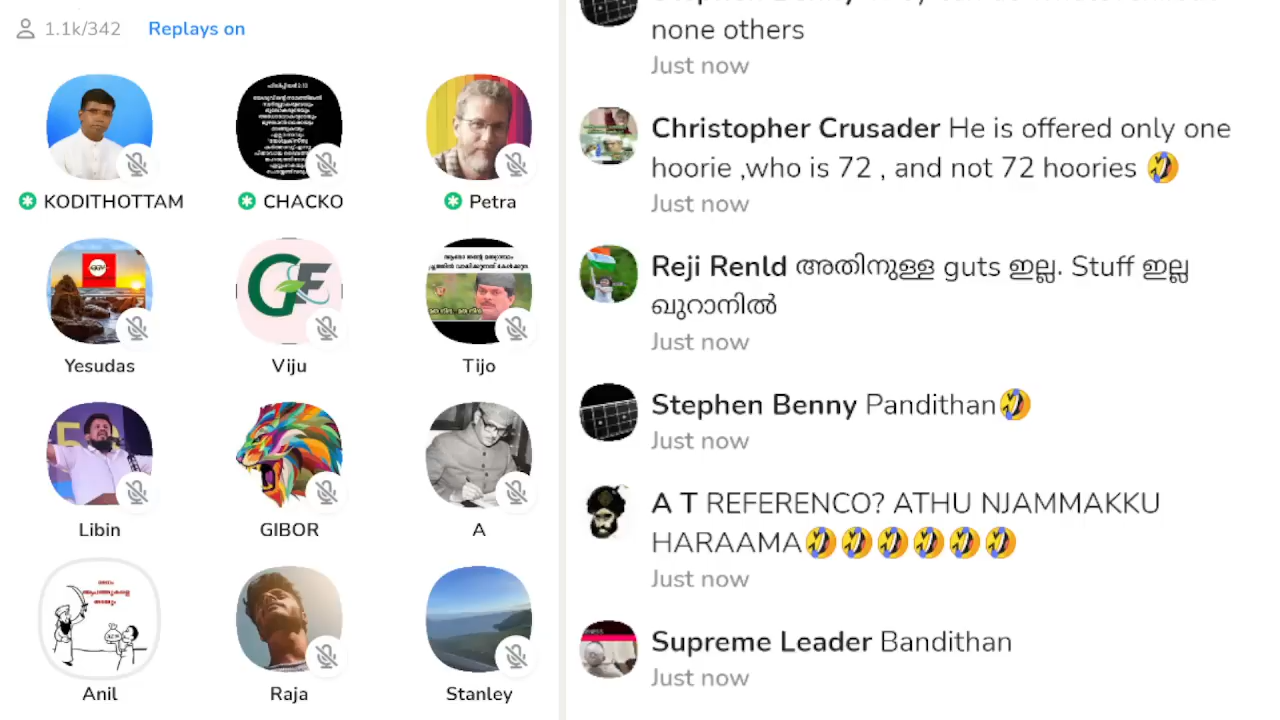 1.1k/342 Replays on
KODITHOTTAM
CHACKO
Petra
Yesudas
Viju
Tijo
Libin
GIBOR
A
Anil
Raja
Stanley
GF
none others
Just now
Christopher Crusader He is offered only one
hoorie ,who is 72 , and not 72 hoories 🤣
Just now
Reji Renld അതിനുള്ള guts ഇല്ല. Stuff ഇല്ല
ഖുറാനിൽ
Just now
Stephen Benny Pandithan🤣
Just now
A T REFERENCO? ATHU NJAMMAKKU
HARAAMA🤣🤣🤣🤣🤣🤣
Just now
Supreme Leader Bandithan
Just now